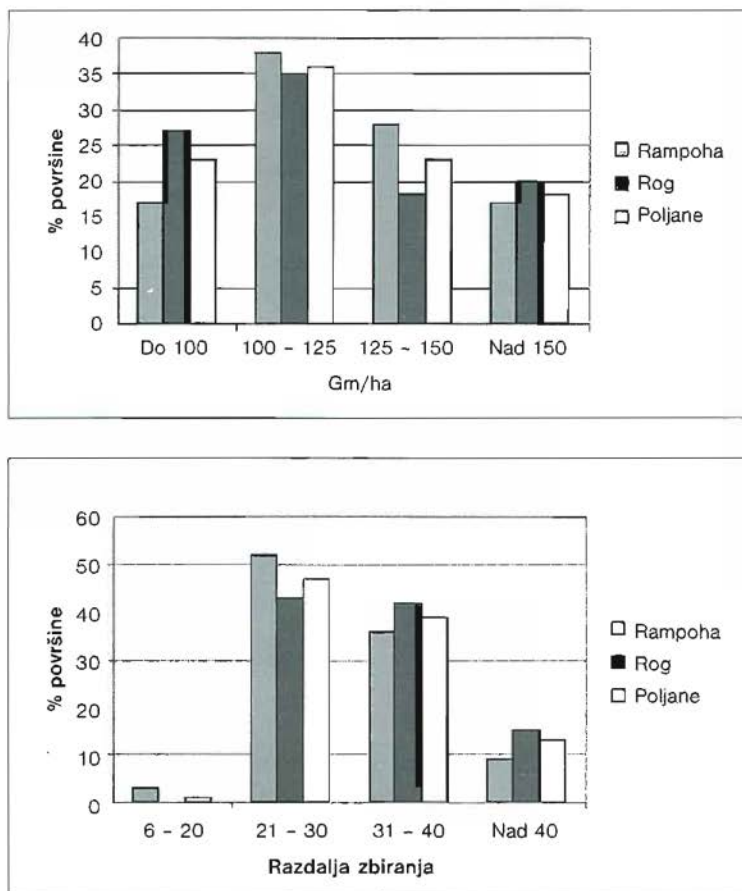 40
35
30
25
20
15
10
5
0
% površine
Do 100
100 - 125
125 - 150
Nad 150
Gm/ha
Rampoha
Rog
Poljane
60
50
40
30
20
10
0
% površine
6 - 20
21 - 30
31 - 40
Nad 40
Razdalja zbiranja
Rampoha
Rog
Poljane